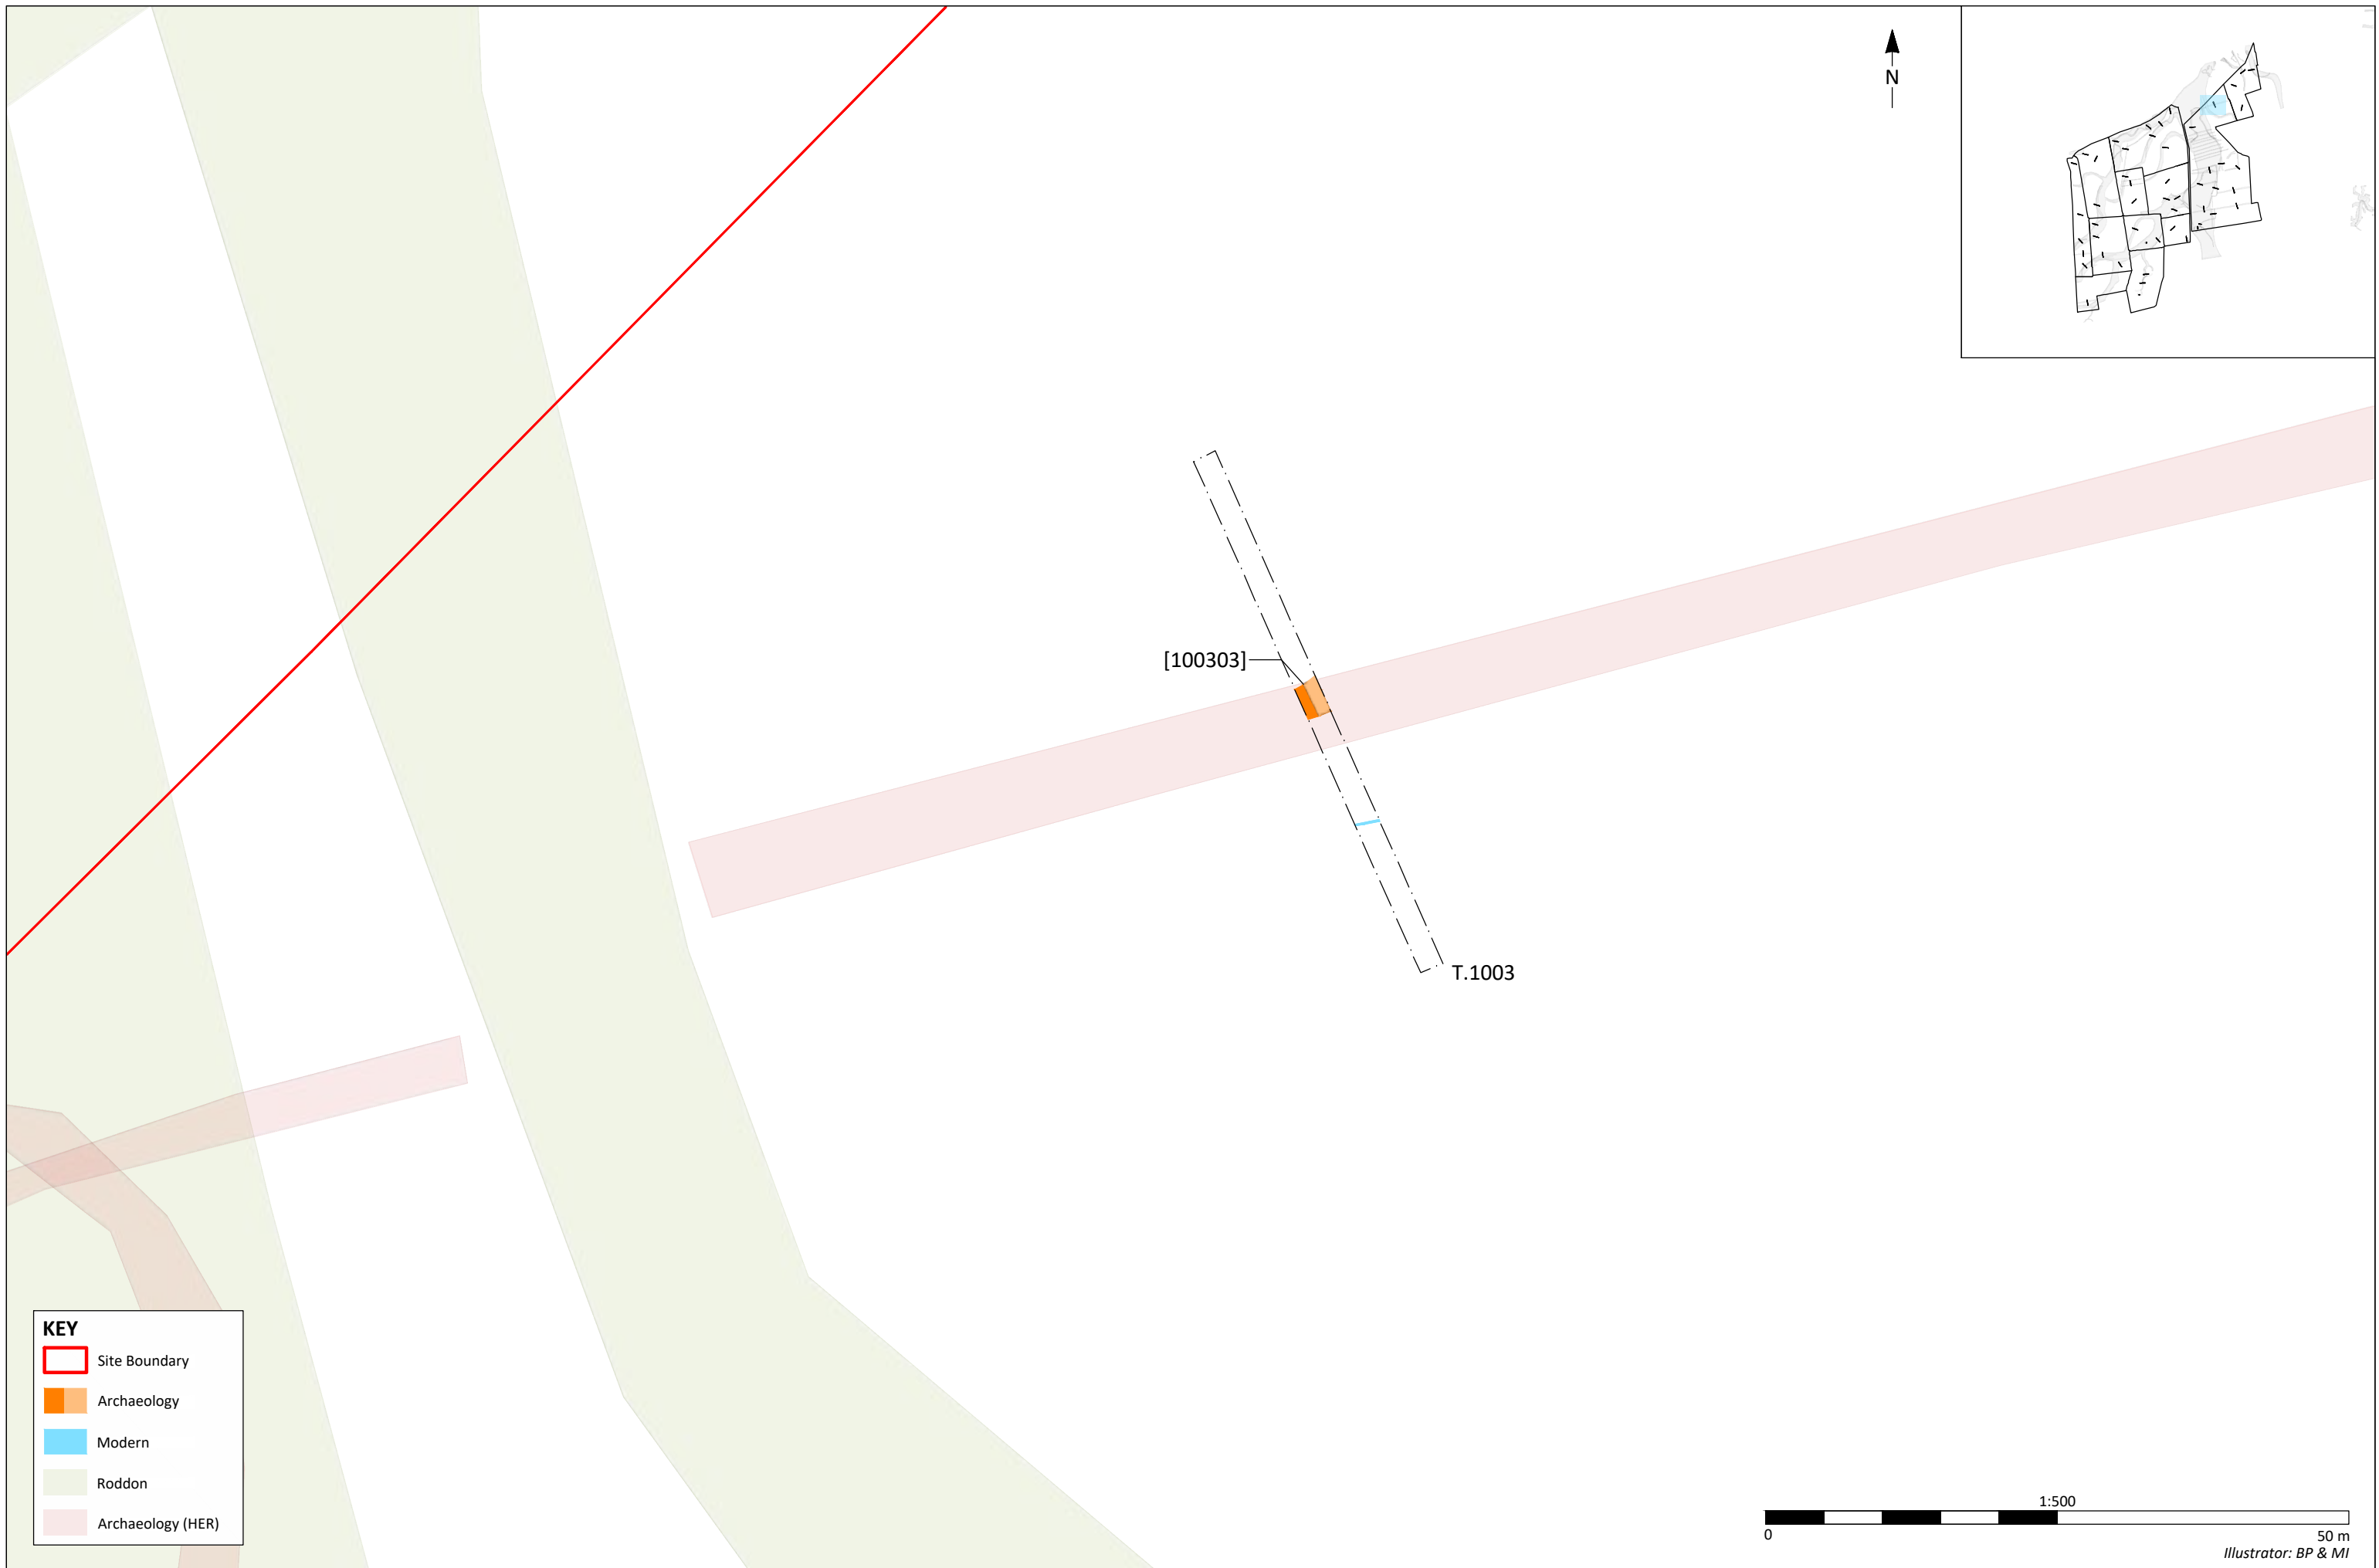 N
[100303]
T.1003
KEY
Site Boundary
Archaeology
Modern
Roddon
Archaeology (HER)
1:500
0 50 m
Illustrator: BP & MI